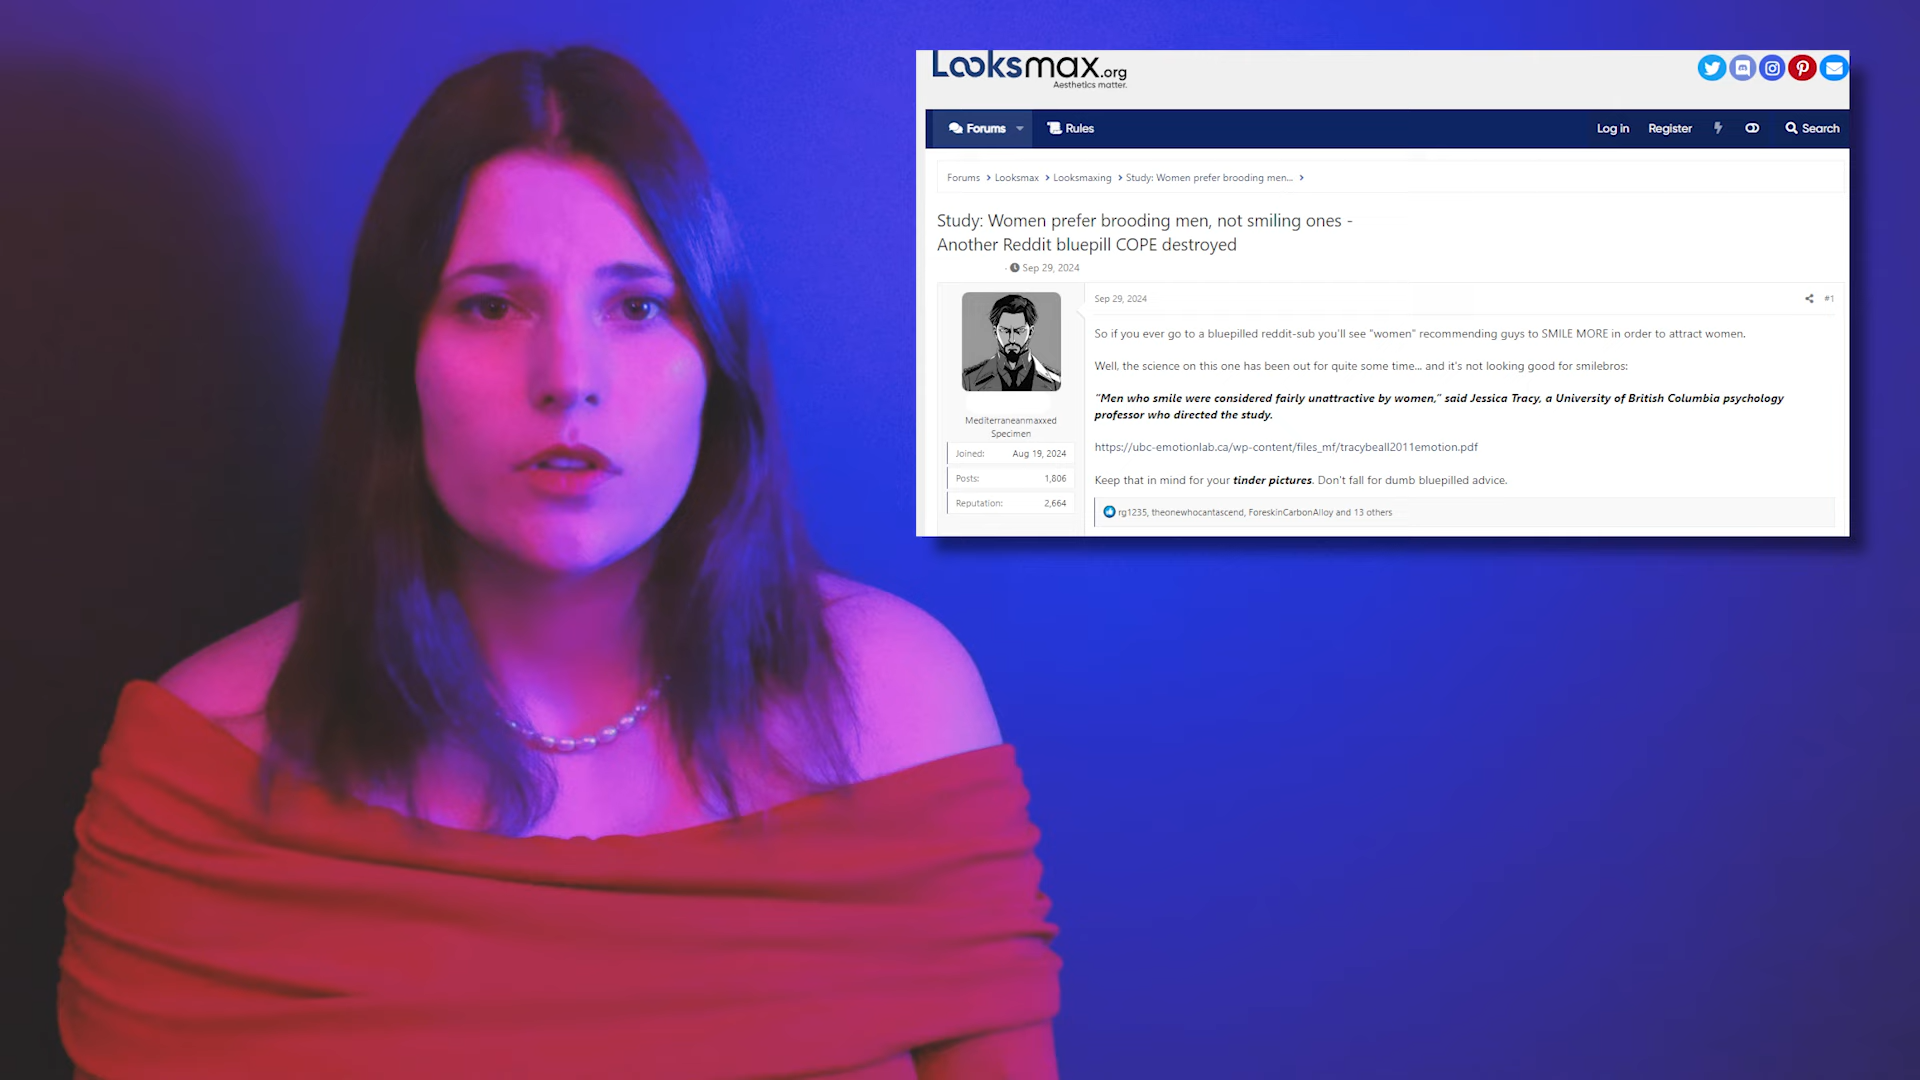 Looksmax.org
Aesthetics matter.
Forums
Rules
Log in
Register
Search
Forums > Looksmax > Looksmaxing > Study: Women prefer brooding men... >
Study: Women prefer brooding men, not smiling ones -
Another Reddit bluepill COPE destroyed
· Sep 29, 2024
Mediterraneanmaxxed
Specimen
Joined: Aug 19, 2024
Posts: 1,806
Reputation: 2,664
Sep 29, 2024
#1
So if you ever go to a bluepilled reddit-sub you'll see "women" recommending guys to SMILE MORE in order to attract women.
Well, the science on this one has been out for quite some time... and it's not looking good for smilebros:
“Men who smile were considered fairly unattractive by women,” said Jessica Tracy, a University of British Columbia psychology
professor who directed the study.
https://ubc-emotionlab.ca/wp-content/files_mf/tracybeall2011emotion.pdf
Keep that in mind for your tinder pictures. Don't fall for dumb bluepilled advice.
rg1235, theonewhocantascend, ForeskinCarbonAlloy and 13 others